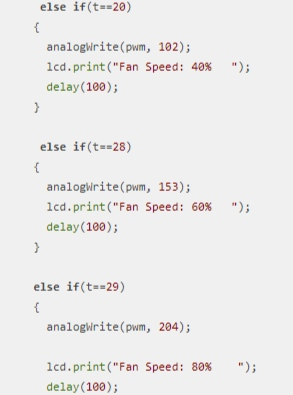 else if(t==20)
{
analogWrite(pwm, 102);
lcd.print("Fan Speed: 40%   ");
delay(100);
}
else if(t==28)
{
analogWrite(pwm, 153);
lcd.print("Fan Speed: 60%   ");
delay(100);
}
else if(t==29)
{
analogWrite(pwm, 204);
lcd.print("Fan Speed: 80%    ");
delay(100);